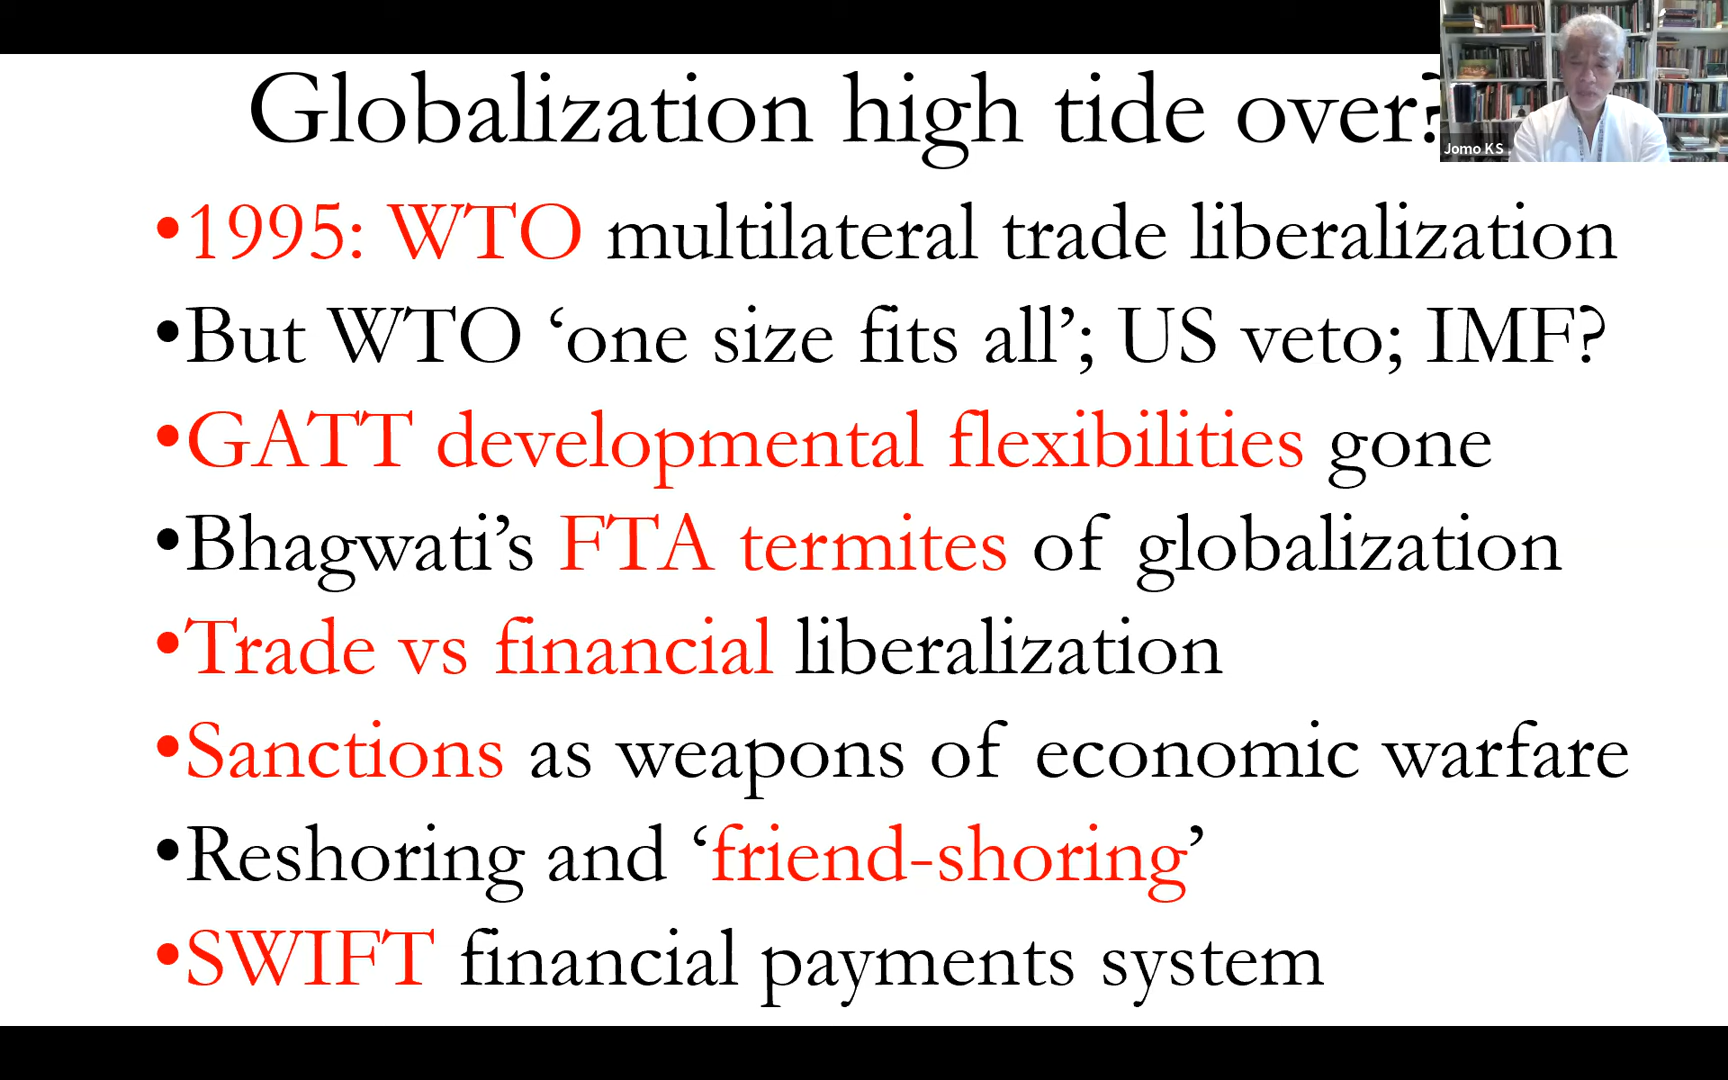 Globalization high tide over?
Jomo KS
•1995: WTO multilateral trade liberalization
•But WTO ‘one size fits all’; US veto; IMF?
•GATT developmental flexibilities gone
•Bhagwati’s FTA termites of globalization
•Trade vs financial liberalization
•Sanctions as weapons of economic warfare
•Reshoring and ‘friend-shoring’
•SWIFT financial payments system